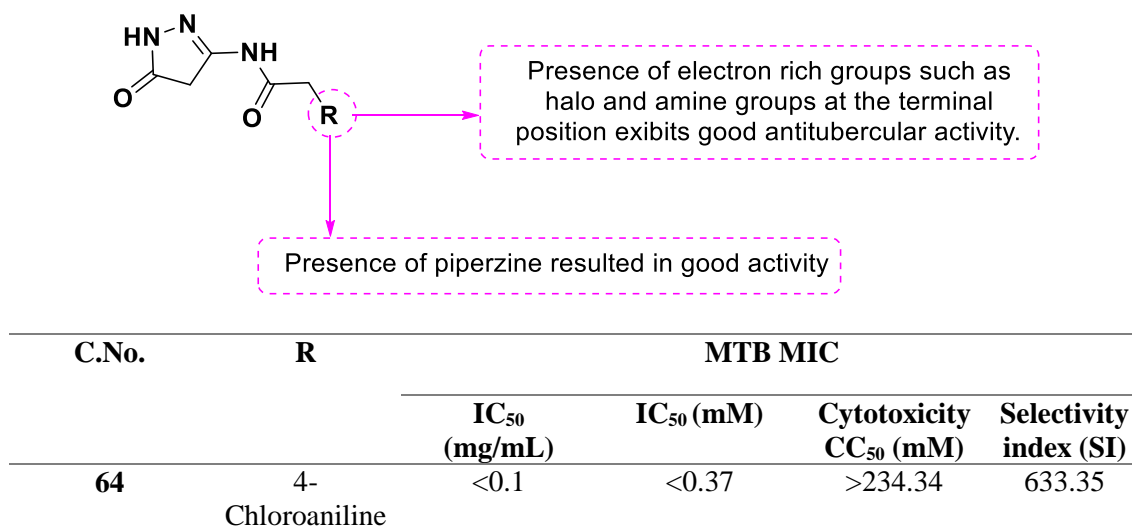 N
HN
NH
O
O
R
Presence of electron rich groups such as
halo and amine groups at the terminal
position exibits good antitubercular activity.
Presence of piperzine resulted in good activity
C.No. R MTB MIC
IC50 (mg/mL) IC50 (mM) Cytotoxicity CC50 (mM) Selectivity index (SI)
64 4-Chloroaniline <0.1 <0.37 >234.34 633.35